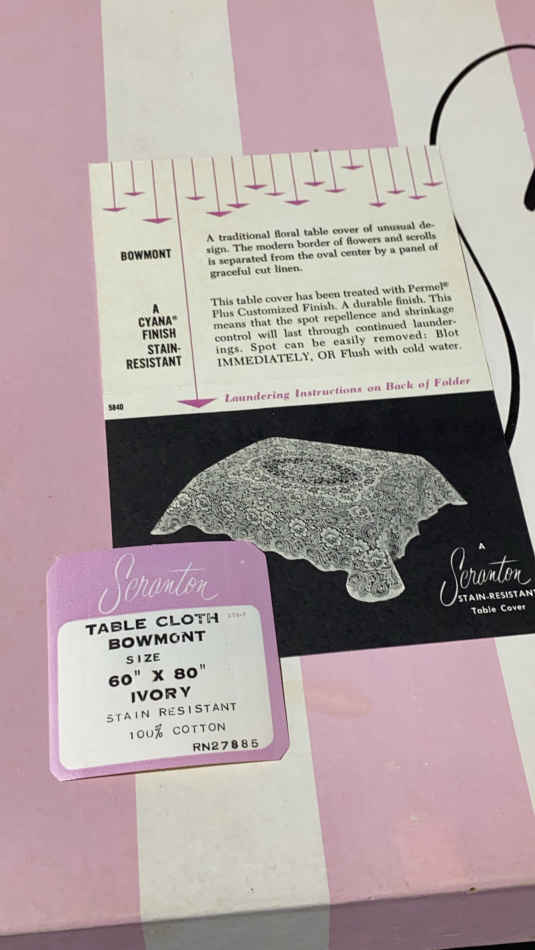 BOWMONT
A
CYANA®
FINISH
STAIN-
RESISTANT
5840
A traditional floral table cover of unusual de-
sign. The modern border of flowers and scrolls
is separated from the oval center by a panel of
graceful cut linen.
This table cover has been treated with Permel®
Plus Customized Finish. A durable finish. This
means that the spot repellence and shrinkage
control will last through continued launder-
ings. Spot can be easily removed: Blot
IMMEDIATELY, OR Flush with cold water.
Laundering Instructions on Back of Folder
A
Scranton
STAIN-RESISTANT
Table Cover
Scranton
TABLE CLOTH
BOWMONT
SIZE
60" X 80"
IVORY
STAIN RESISTANT
100% COTTON
RN27885